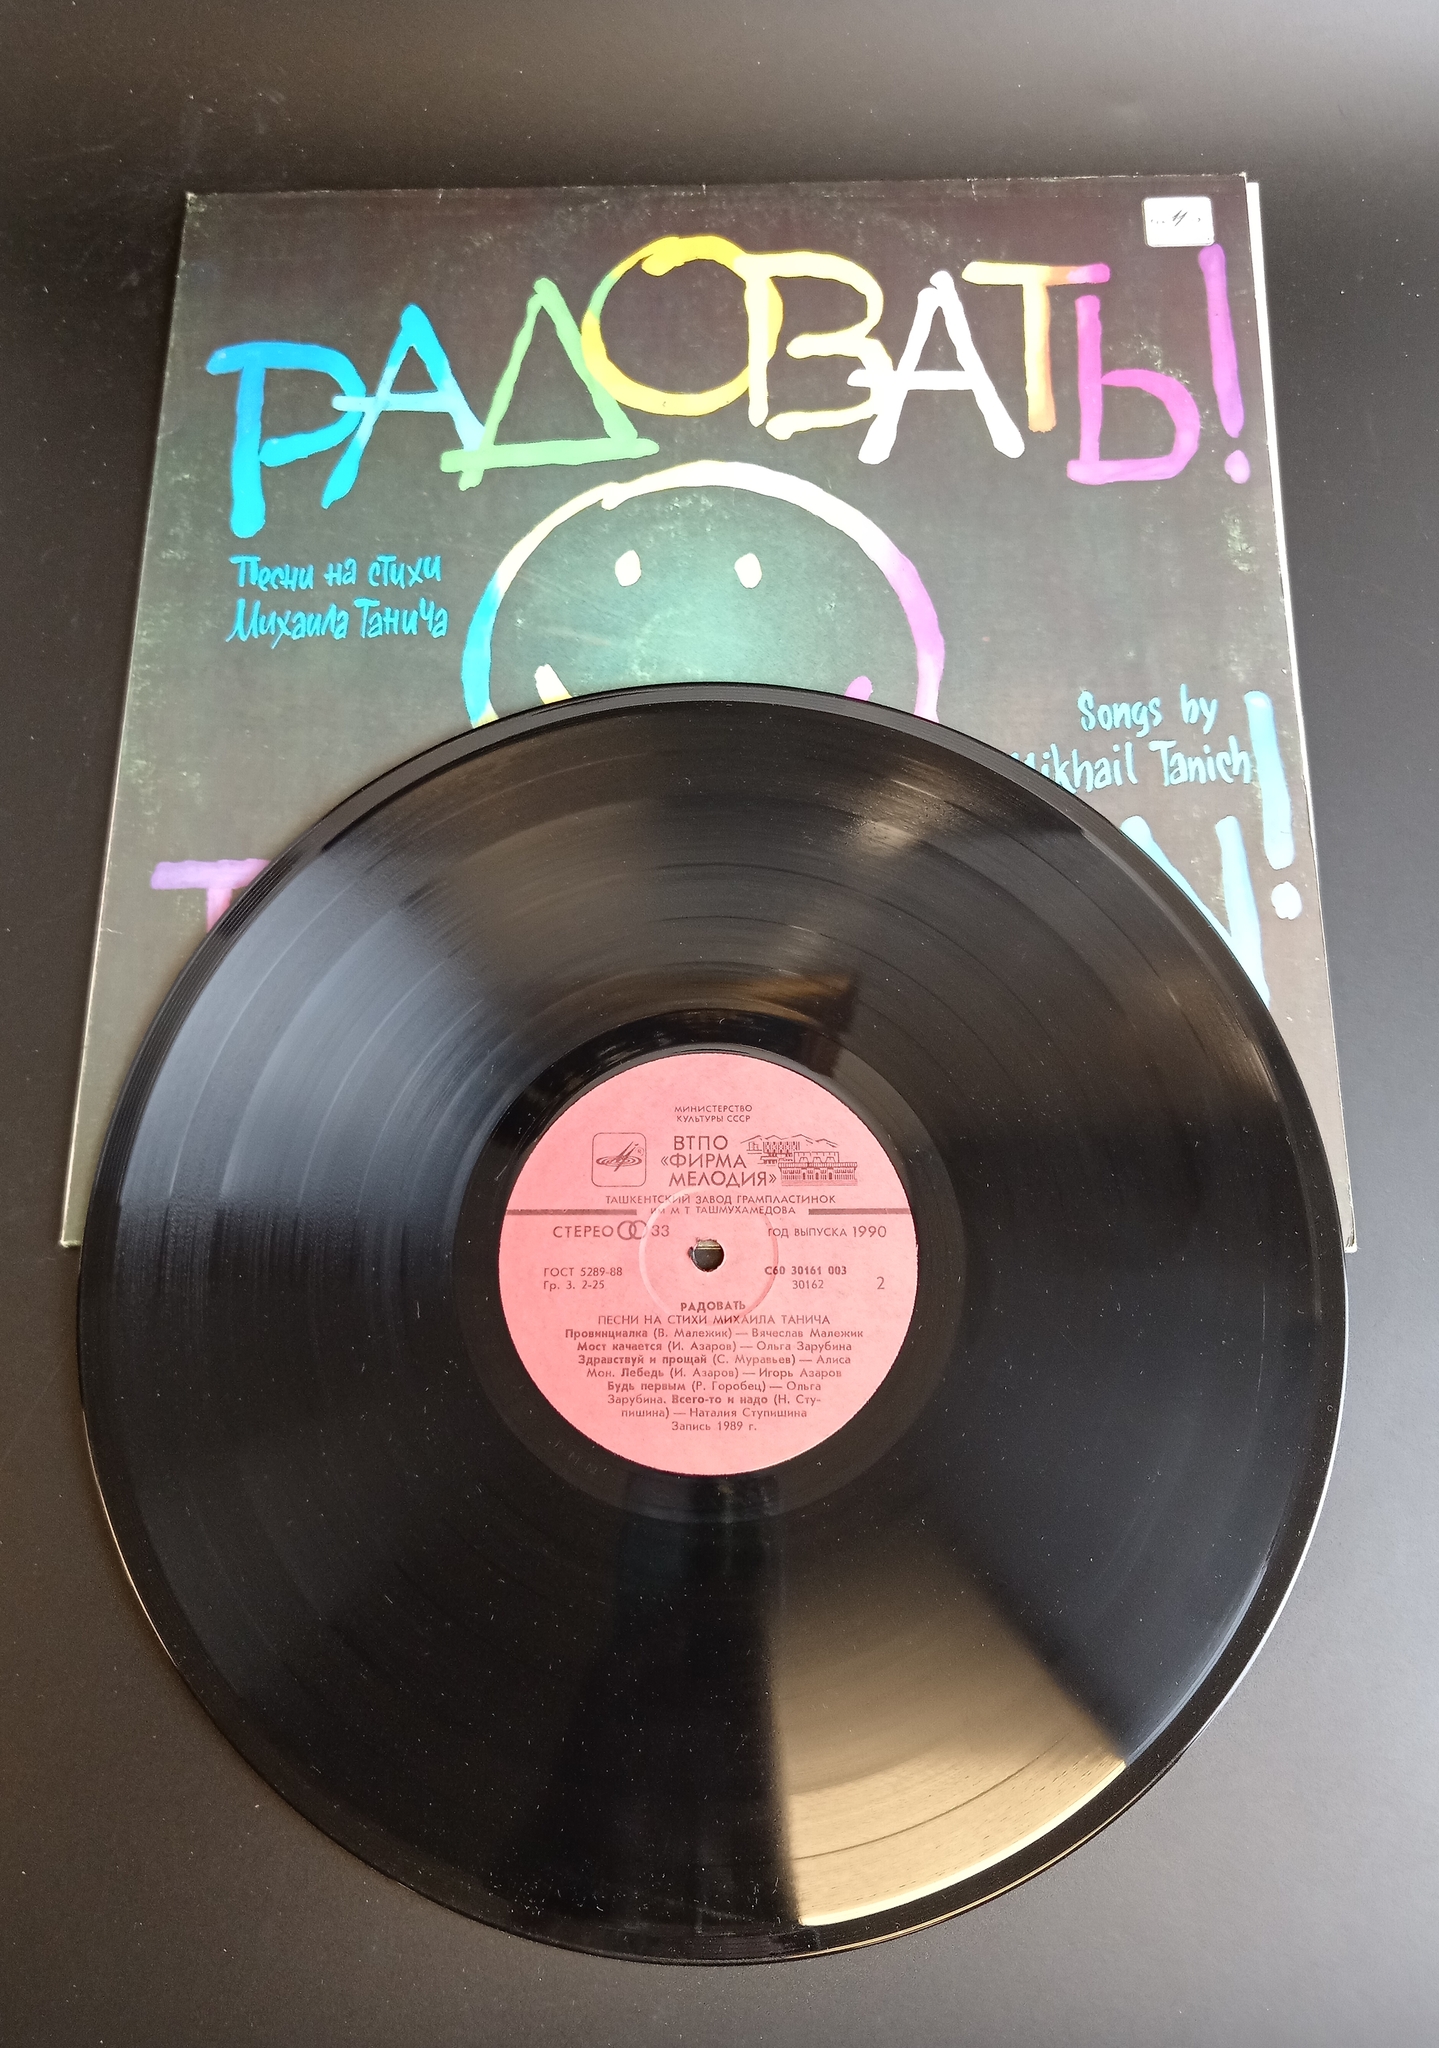 РАДОВАТЬ!
Песни на стихи
Михаила Танича
Songs by
Mikhail Tanich
МИНИСТЕРСТВО
КУЛЬТУРЫ СССР
ВТПО
«ФИРМА
МЕЛОДИЯ»
ТАШКЕНТСКИЙ ЗАВОД ГРАМПЛАСТИНОК
им М Т ТАШМУХАМЕДОВА
СТЕРЕО 33
ГОД ВЫПУСКА 1990
ГОСТ 5289-88
Гр. 3. 2-25
С60 30161 003
30162
2
РАДОВАТЬ
ПЕСНИ НА СТИХИ МИХАИЛА ТАНИЧА
Провинциалка (В. Малежик) — Вячеслав Малежик
Мост качается (И. Азаров) — Ольга Зарубина
Здравствуй и прощай (С. Муравьев) — Алиса
Мон. Лебедь (И. Азаров) — Игорь Азаров
Будь первым (Р. Горобец) — Ольга
Зарубина. Всего-то и надо (Н. Сту-
пишина) — Наталия Ступишина
Запись 1989 г.